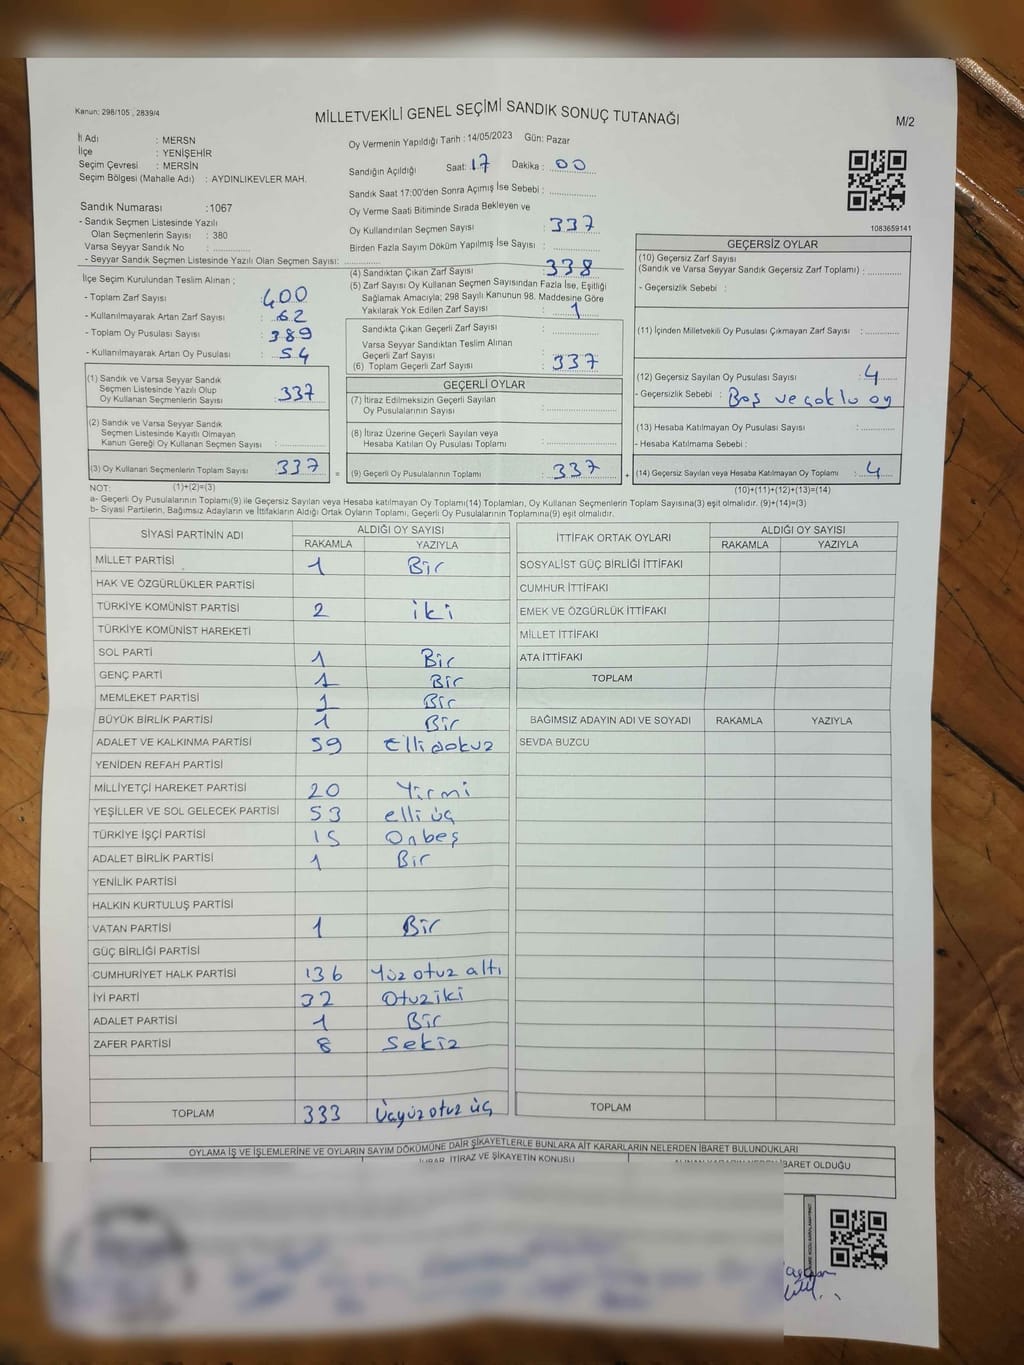 Kanun: 298/105 , 2839/4
MİLLETVEKİLİ GENEL SEÇİMİ SANDIK SONUÇ TUTANAĞI
M/2
İl Adı : MERSN
İlçe : YENİŞEHİR
Seçim Çevresi : MERSİN
Seçim Bölgesi (Mahalle Adı) : AYDINLIKEVLER MAH.
Sandık Numarası :1067
- Sandık Seçmen Listesinde Yazılı
Olan Seçmenlerin Sayısı : 380
Varsa Seyyar Sandık No : ................
- Seyyar Sandık Seçmen Listesinde Yazılı Olan Seçmen Sayısı: ................
Oy Vermenin Yapıldığı Tarih : 14/05/2023 Gün: Pazar
Sandığın Açıldığı Saat: 17 Dakika : 00
Sandık Saat 17:00'den Sonra Açımış İse Sebebi : ................
Oy Verme Saati Bitiminde Sırada Bekleyen ve
Oy Kullandırılan Seçmen Sayısı : 337
Birden Fazla Sayım Döküm Yapılmış İse Sayısı : ................
1083659141
İlçe Seçim Kurulundan Teslim Alınan ;
- Toplam Zarf Sayısı : 400
- Kullanılmayarak Artan Zarf Sayısı : 62
- Toplam Oy Pusulası Sayısı : 389
- Kullanılmayarak Artan Oy Pusulası : 54
(4) Sandıktan Çıkan Zarf Sayısı : 338
(5) Zarf Sayısı Oy Kullanan Seçmen Sayısından Fazla İse, Eşitliği
Sağlamak Amacıyla; 298 Sayılı Kanunun 98. Maddesine Göre
Yakılarak Yok Edilen Zarf Sayısı : 1
Sandıkta Çıkan Geçerli Zarf Sayısı : ................
Varsa Seyyar Sandıktan Teslim Alınan
Geçerli Zarf Sayısı : ................
(6) Toplam Geçerli Zarf Sayısı : 337
GEÇERSİZ OYLAR
(10) Geçersiz Zarf Sayısı
(Sandık ve Varsa Seyyar Sandık Geçersiz Zarf Toplamı) : ................
- Geçersizlik Sebebi :
(11) İçinden Milletvekili Oy Pusulası Çıkmayan Zarf Sayısı : ................
(12) Geçersiz Sayılan Oy Pusulası Sayısı : 4
- Geçersizlik Sebebi : Boş ve çoklu oy
(13) Hesaba Katılmayan Oy Pusulası Sayısı : ................
- Hesaba Katılmama Sebebi :
(14) Geçersiz Sayılan veya Hesaba Katılmayan Oy Toplamı : 4
(10)+(11)+(12)+(13)=(14)
(1) Sandık ve Varsa Seyyar Sandık
Seçmen Listesinde Yazılı Olup
Oy Kullanan Seçmenlerin Sayısı : 337
(2) Sandık ve Varsa Seyyar Sandık
Seçmen Listesinde Kayıtlı Olmayan
Kanun Gereği Oy Kullanan Seçmen Sayısı : ................
(3) Oy Kullanan Seçmenlerin Toplam Sayısı : 337 =
(1)+(2)=(3)
GEÇERLİ OYLAR
(7) İtiraz Edilmeksizin Geçerli Sayılan
Oy Pusulalarının Sayısı : ................
(8) İtiraz Üzerine Geçerli Sayılan veya
Hesaba Katılan Oy Pusulası Toplamı : ................
(9) Geçerli Oy Pusulalarının Toplamı : 337 +
NOT:
a- Geçerli Oy Pusulalarının Toplamı(9) ile Geçersiz Sayılan veya Hesaba katılmayan Oy Toplamı(14) Toplamları, Oy Kullanan Seçmenlerin Toplam Sayısına(3) eşit olmalıdır. (9)+(14)=(3)
b- Siyasi Partilerin, Bağımsız Adayların ve İttifakların Aldığı Ortak Oyların Toplamı, Geçerli Oy Pusulalarının Toplamına(9) eşit olmalıdır.
SİYASİ PARTİNİN ADI ALDIĞI OY SAYISI
RAKAMLA YAZIYLA
MİLLET PARTİSİ 1 Bir
HAK VE ÖZGÜRLÜKLER PARTİSİ
TÜRKİYE KOMÜNİST PARTİSİ 2 iki
TÜRKİYE KOMÜNİST HAREKETİ
SOL PARTİ 1 Bir
GENÇ PARTİ 1 Bir
MEMLEKET PARTİSİ 1 Bir
BÜYÜK BİRLİK PARTİSİ 1 Bir
ADALET VE KALKINMA PARTİSİ 59 Elli dokuz
YENİDEN REFAH PARTİSİ
MİLLİYETÇİ HAREKET PARTİSİ 20 Yirmi
YEŞİLLER VE SOL GELECEK PARTİSİ 53 elli üç
TÜRKİYE İŞÇİ PARTİSİ 15 Onbeş
ADALET BİRLİK PARTİSİ 1 Bir
YENİLİK PARTİSİ
HALKIN KURTULUŞ PARTİSİ
VATAN PARTİSİ 1 Bir
GÜÇ BİRLİĞİ PARTİSİ
CUMHURİYET HALK PARTİSİ 136 Yüz otuz altı
İYİ PARTİ 32 Otuziki
ADALET PARTİSİ 1 Bir
ZAFER PARTİSİ 8 Sekiz
TOPLAM 333 Üçyüz otuz üç
İTTİFAK ORTAK OYLARI ALDIĞI OY SAYISI
RAKAMLA YAZIYLA
SOSYALİST GÜÇ BİRLİĞİ İTTİFAKI
CUMHUR İTTİFAKI
EMEK VE ÖZGÜRLÜK İTTİFAKI
MİLLET İTTİFAKI
ATA İTTİFAKI
TOPLAM
BAĞIMSIZ ADAYIN ADI VE SOYADI RAKAMLA YAZIYLA
SEVDA BUZCU
TOPLAM
OYLAMA İŞ VE İŞLEMLERİNE VE OYLARIN SAYIM DÖKÜMÜNE DAİR ŞİKAYETLERLE BUNLARA AİT KARARLARIN NELERDEN İBARET BULUNDUKLARI
İTİRAZ VE ŞİKAYETİN KONUSU
İBARET OLDUĞU